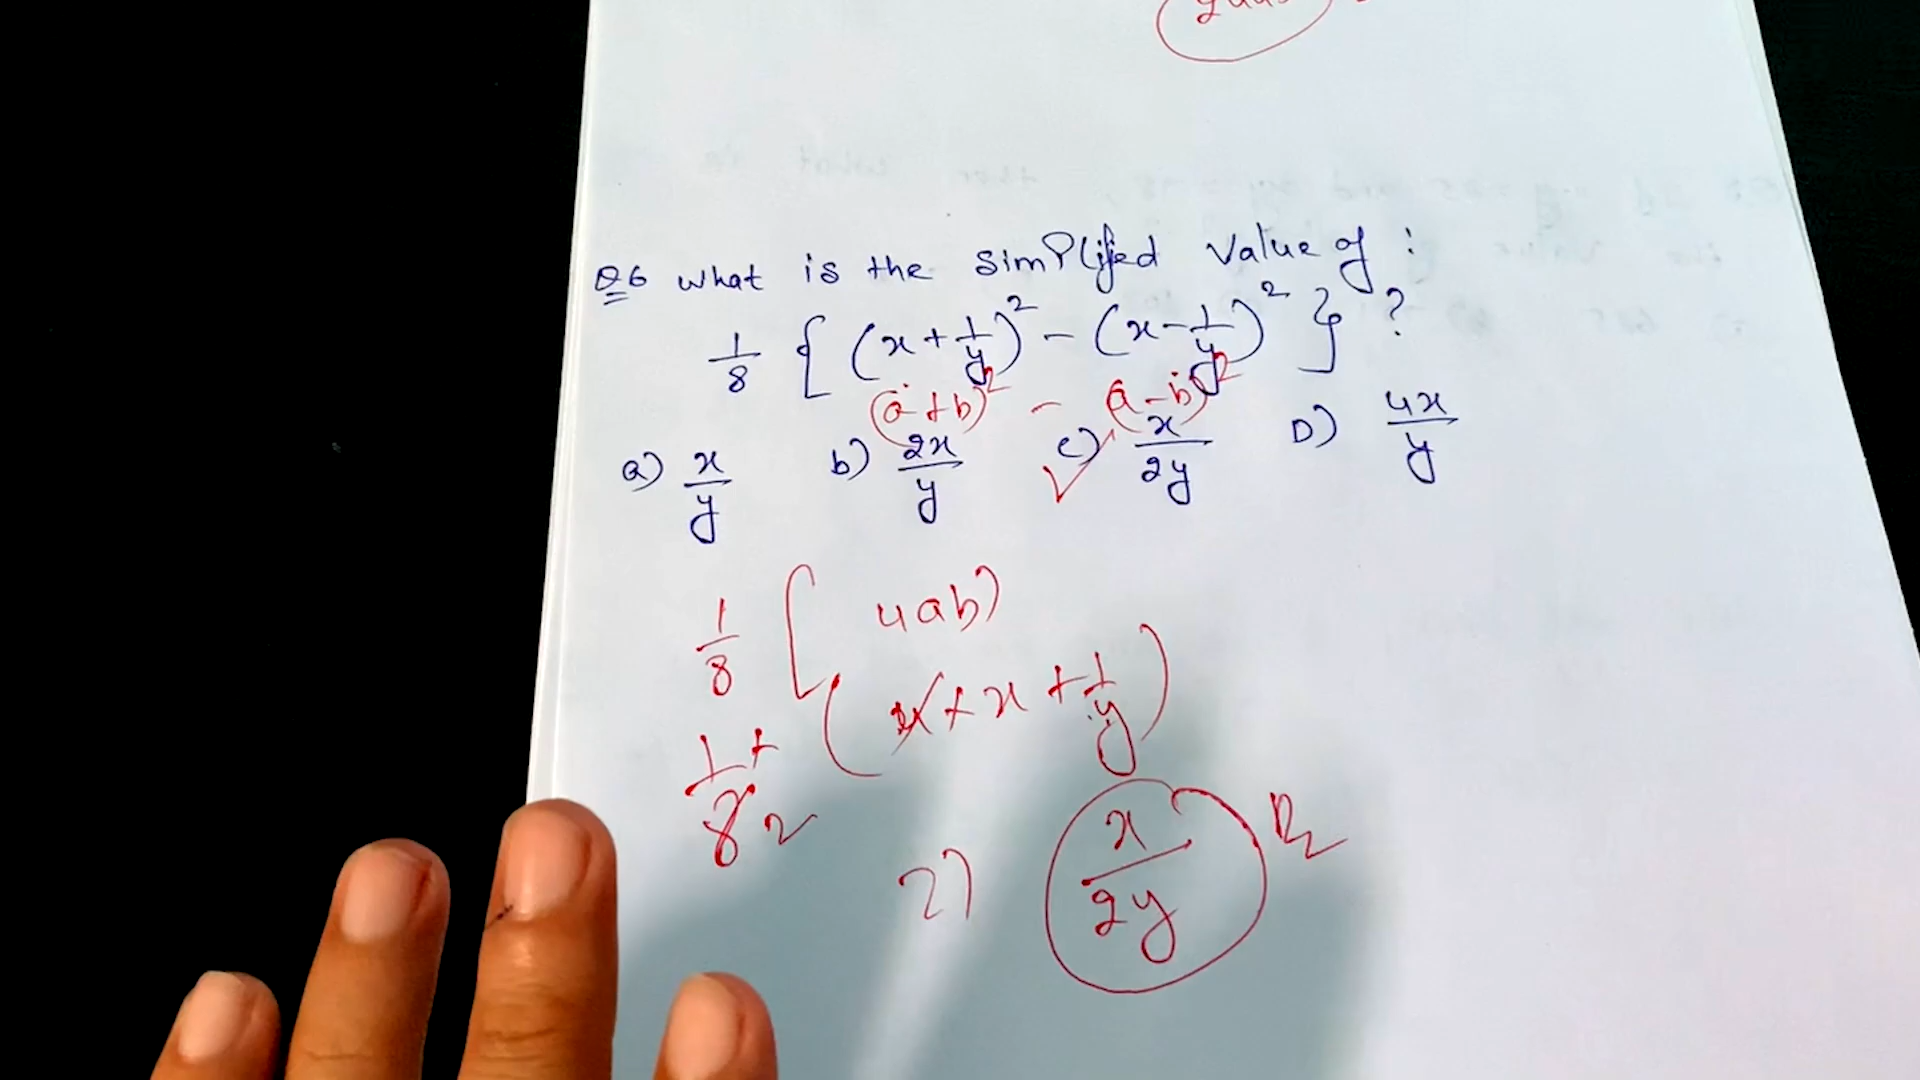 Q6 what is the simplified value of :
1/8 { (x + 1/y)² - (x - 1/y)² } ?
(a + b)² - (a - b)²
a) x/y b) 2x/y c) x/2y D) 4x/y
1/8 [ 4ab)
1/8 2 ( 4 × x + 1/y )
x/2y